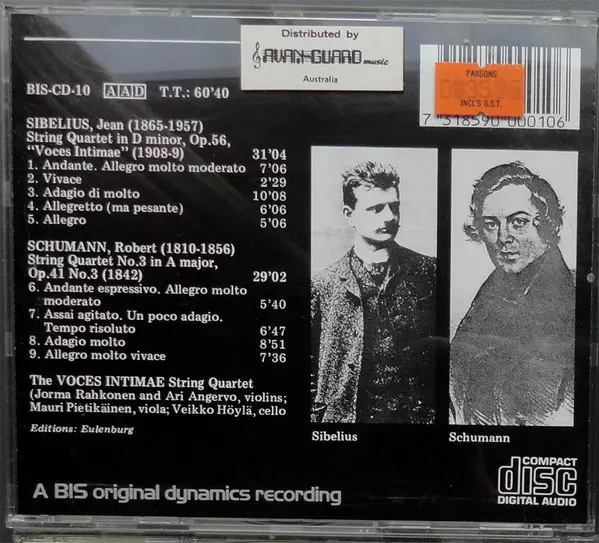 Distributed by
AVAN-GUARD music
Australia
PARSONS
INCL'S G.S.T.
7 318590 000106
BIS-CD-10 AAD T.T.: 60'40
SIBELIUS, Jean (1865-1957)
String Quartet in D minor, Op.56,
“Voces Intimae” (1908-9) 31'04
1. Andante. Allegro molto moderato 7'06
2. Vivace 2'29
3. Adagio di molto 10'08
4. Allegretto (ma pesante) 6'06
5. Allegro 5'06
SCHUMANN, Robert (1810-1856)
String Quartet No.3 in A major,
Op.41 No.3 (1842) 29'02
6. Andante espressivo. Allegro molto
moderato 5'40
7. Assai agitato. Un poco adagio.
Tempo risoluto 6'47
8. Adagio molto 8'51
9. Allegro molto vivace 7'36
The VOCES INTIMAE String Quartet
(Jorma Rahkonen and Ari Angervo, violins;
Mauri Pietikäinen, viola; Veikko Höylä, cello
Editions: Eulenburg
Sibelius
Schumann
A BIS original dynamics recording
COMPACT
disc
DIGITAL AUDIO